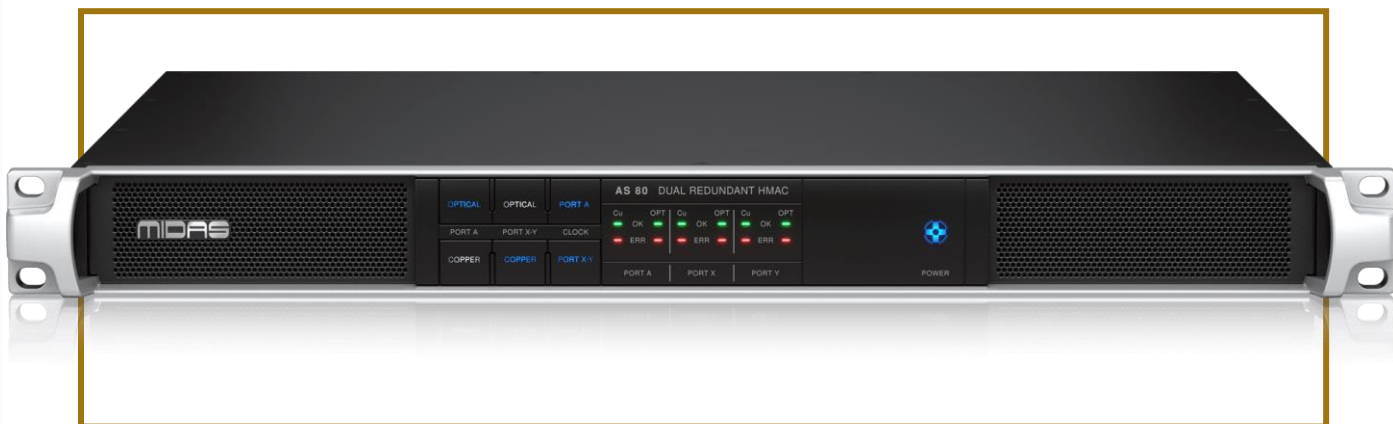 MIDAS
OPTICAL OPTICAL PORT A
PORT A PORT X-Y CLOCK
COPPER COPPER PORT X-Y
AS 80 DUAL REDUNDANT HMAC
Cu OPT Cu OPT Cu OPT
OK OK OK
ERR ERR ERR
PORT A PORT X PORT Y
POWER